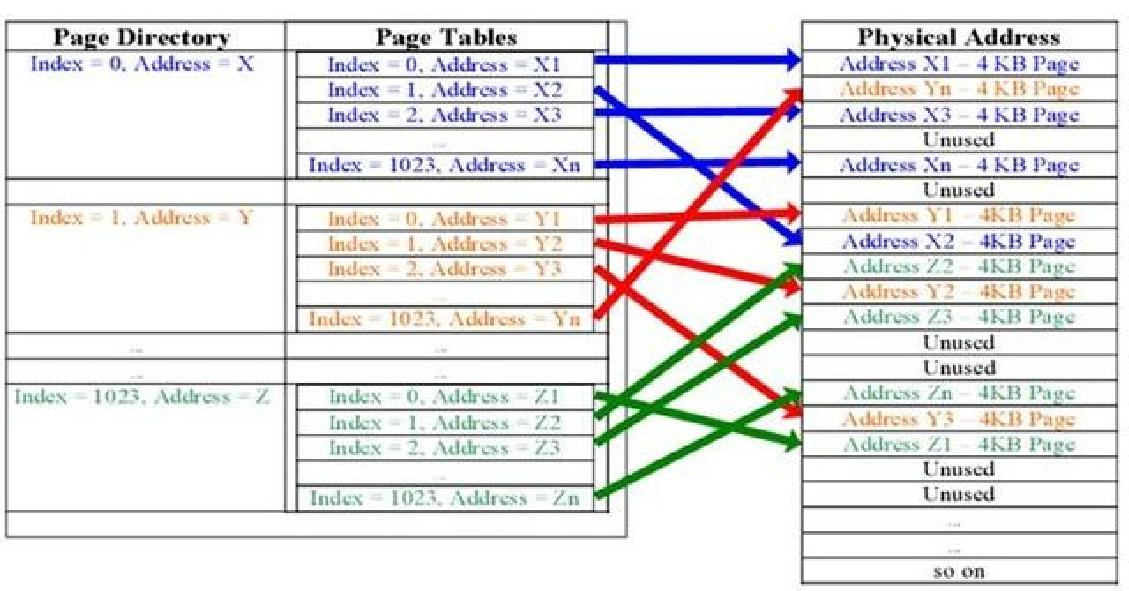 Page Directory
Page Tables
Index = 0, Address = X
Index = 0, Address = X1
Index = 1, Address = X2
Index = 2, Address = X3
...
Index = 1023, Address = Xn
Index = 1, Address = Y
Index = 0, Address = Y1
Index = 1, Address = Y2
Index = 2, Address = Y3
...
Index = 1023, Address = Yn
...
...
...
...
Index = 1023, Address = Z
Index = 0, Address = Z1
Index = 1, Address = Z2
Index = 2, Address = Z3
...
Index = 1023, Address = Zn
Physical Address
Address X1 – 4 KB Page
Address Yn – 4 KB Page
Address X3 – 4 KB Page
Unused
Address Xn – 4 KB Page
Unused
Address Y1 – 4KB Page
Address X2 – 4KB Page
Address Z2 – 4KB Page
Address Y2 – 4KB Page
Address Z3 – 4KB Page
Unused
Unused
Address Zn – 4KB Page
Address Y3 – 4KB Page
Address Z1 – 4KB Page
Unused
Unused
...
...
so on